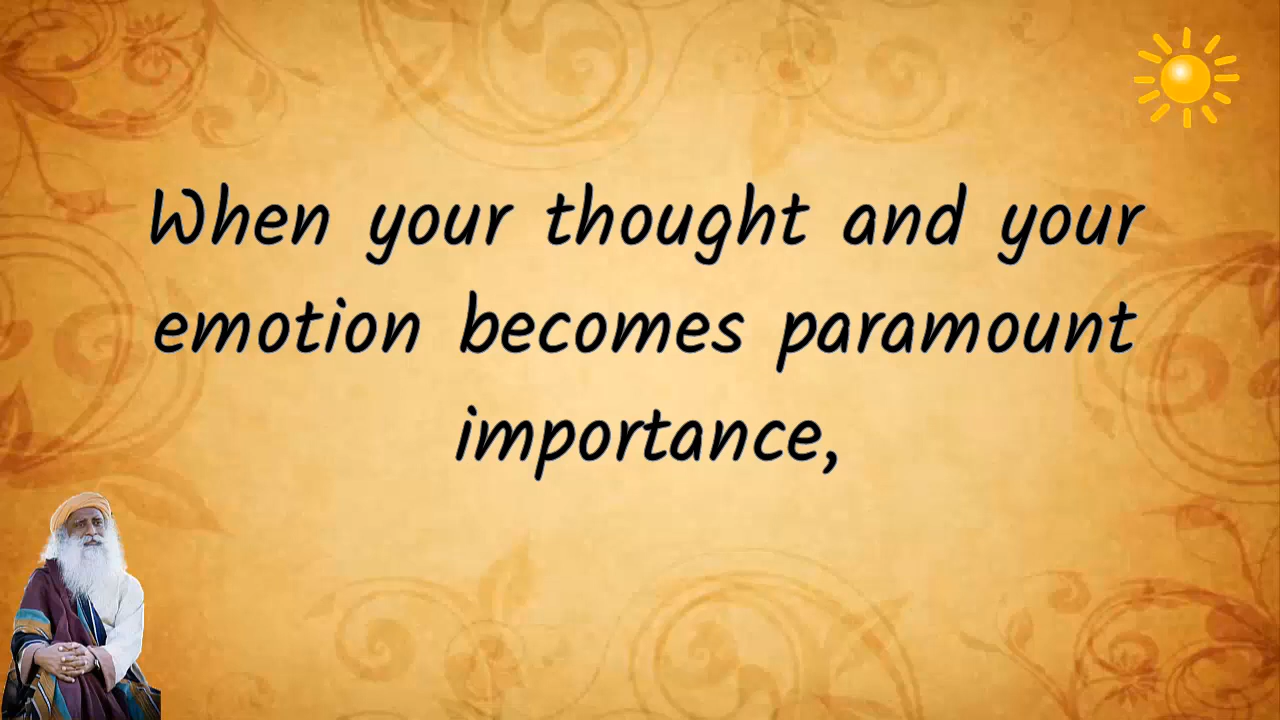 When your thought and your
emotion becomes paramount
importance,